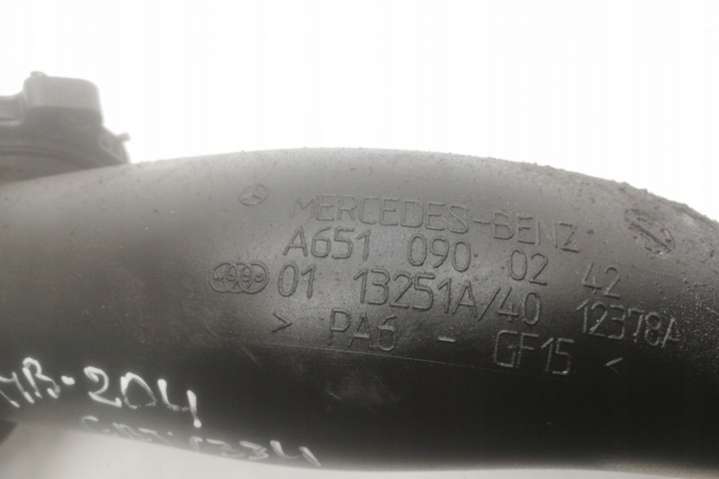 MERCEDES-BENZ
A651 090 02 42
01 13251A/40 12378A
> PA6 - GF15 <
MB-204